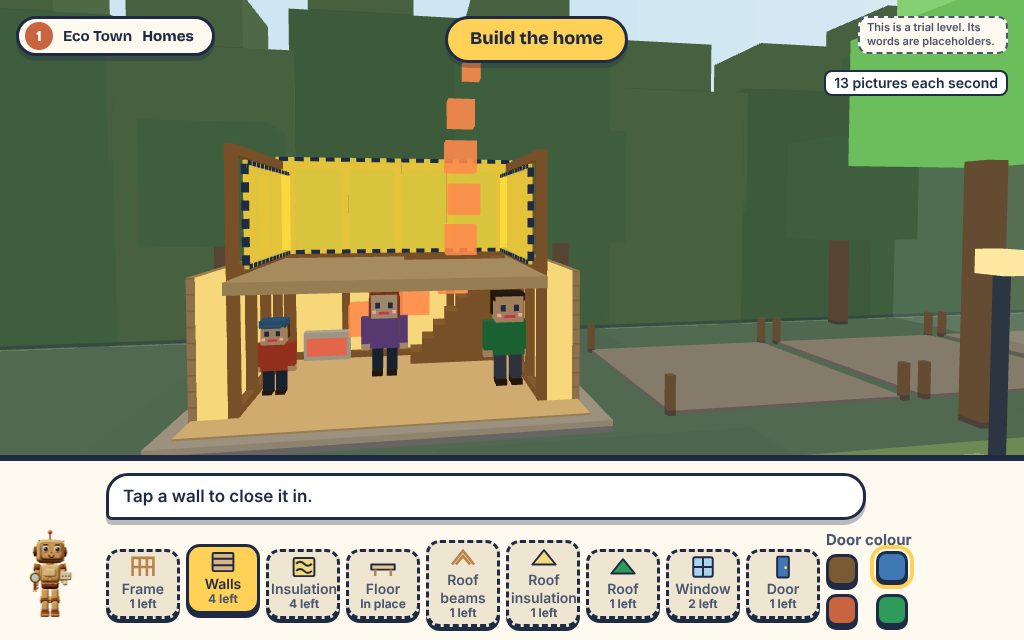 1 Eco Town Homes
Build the home
This is a trial level. Its
words are placeholders.
13 pictures each second
Tap a wall to close it in.
Frame
1 left
Walls
4 left
Insulation
4 left
Floor
In place
Roof
beams
1 left
Roof
insulation
1 left
Roof
1 left
Window
2 left
Door
1 left
Door colour